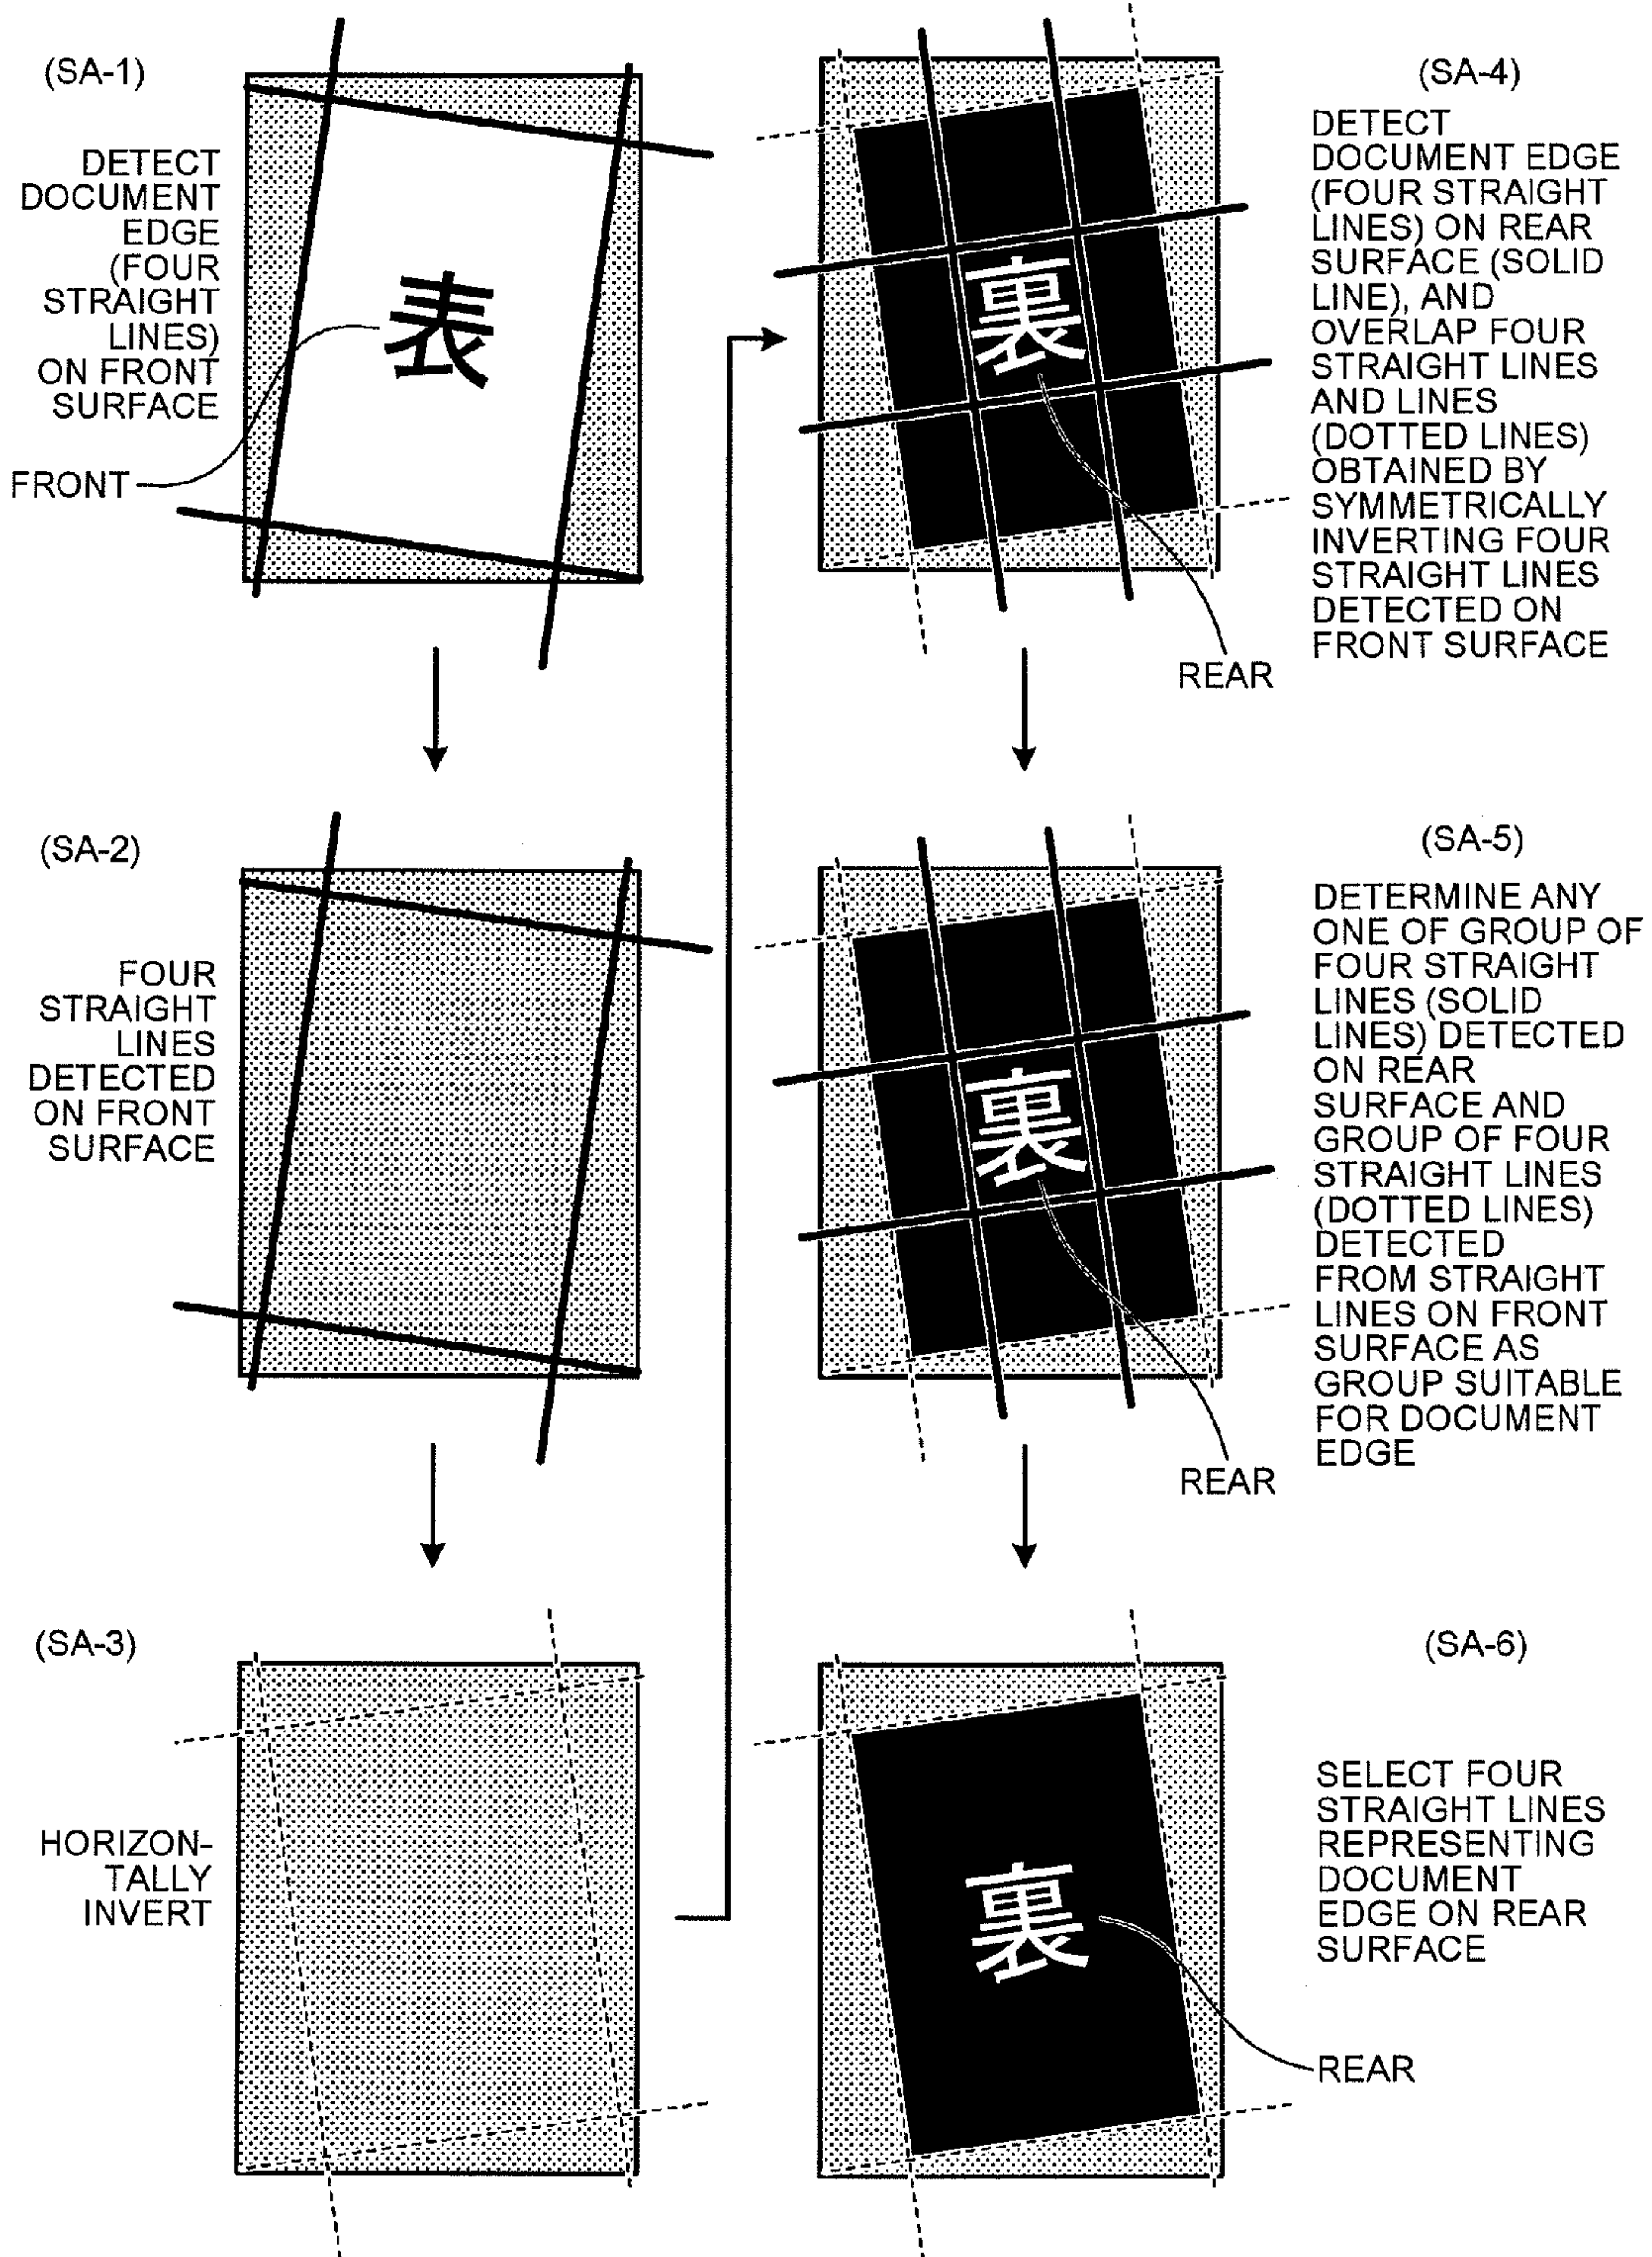 (SA-1)
DETECT
DOCUMENT
EDGE
(FOUR
STRAIGHT
LINES)
ON FRONT
SURFACE
表
FRONT
(SA-2)
FOUR
STRAIGHT
LINES
DETECTED
ON FRONT
SURFACE
(SA-3)
HORIZON-
TALLY
INVERT
(SA-4)
DETECT
DOCUMENT EDGE
(FOUR STRAIGHT
LINES) ON REAR
SURFACE (SOLID
LINE), AND
OVERLAP FOUR
STRAIGHT LINES
AND LINES
(DOTTED LINES)
OBTAINED BY
SYMMETRICALLY
INVERTING FOUR
STRAIGHT LINES
DETECTED ON
FRONT SURFACE
裏
REAR
(SA-5)
DETERMINE ANY
ONE OF GROUP OF
FOUR STRAIGHT
LINES (SOLID
LINES) DETECTED
ON REAR
SURFACE AND
GROUP OF FOUR
STRAIGHT LINES
(DOTTED LINES)
DETECTED
FROM STRAIGHT
LINES ON FRONT
SURFACE AS
GROUP SUITABLE
FOR DOCUMENT
EDGE
裏
REAR
(SA-6)
SELECT FOUR
STRAIGHT LINES
REPRESENTING
DOCUMENT
EDGE ON REAR
SURFACE
裏
REAR